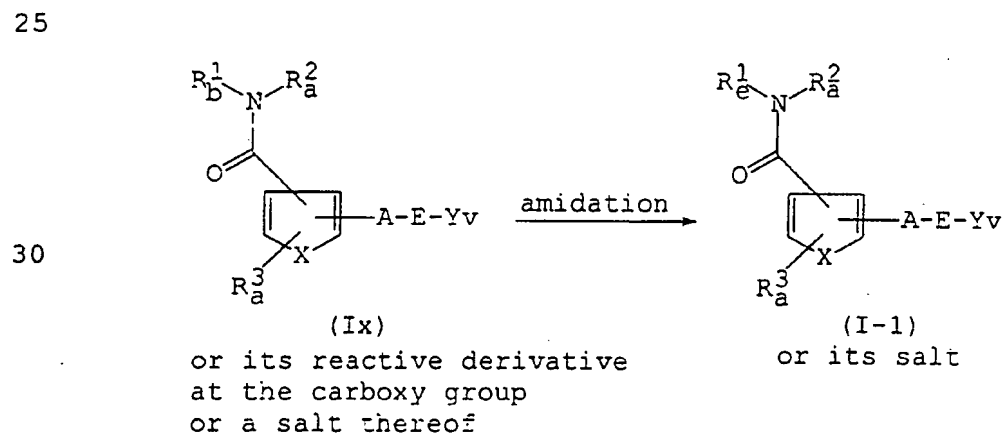 25
R¹b R²a R¹e R²a
N N
O O
amidation
A-E-Yv A-E-Yv
30
X X
R³a R³a
(Ix) (I-1)
or its reactive derivative or its salt
at the carboxy group
or a salt thereof